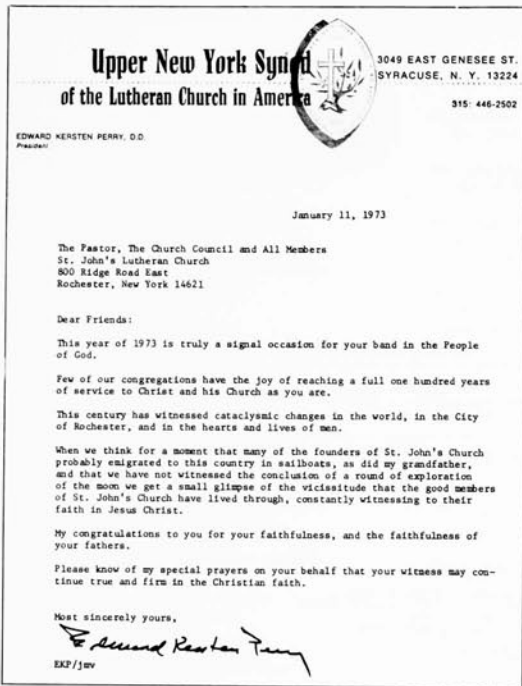 Upper New York Synod
of the Lutheran Church in America
3049 EAST GENESEE ST.
SYRACUSE, N. Y. 13224
315: 446-2502
EDWARD KERSTEN PERRY, D.D.
President
January 11, 1973
The Pastor, The Church Council and All Members
St. John's Lutheran Church
800 Ridge Road East
Rochester, New York 14621
Dear Friends:
This year of 1973 is truly a signal occasion for your band in the People
of God.
Few of our congregations have the joy of reaching a full one hundred years
of service to Christ and his Church as you are.
This century has witnessed cataclysmic changes in the world, in the City
of Rochester, and in the hearts and lives of men.
When we think for a moment that many of the founders of St. John's Church
probably emigrated to this country in sailboats, as did my grandfather,
and that we have not witnessed the conclusion of a round of exploration
of the moon we get a small glimpse of the vicissitude that the good members
of St. John's Church have lived through, constantly witnessing to their
faith in Jesus Christ.
My congratulations to you for your faithfulness, and the faithfulness of
your fathers.
Please know of my special prayers on your behalf that your witness may con-
tinue true and firm in the Christian faith.
Most sincerely yours,
Edward Kersten Perry
EKP/jmv